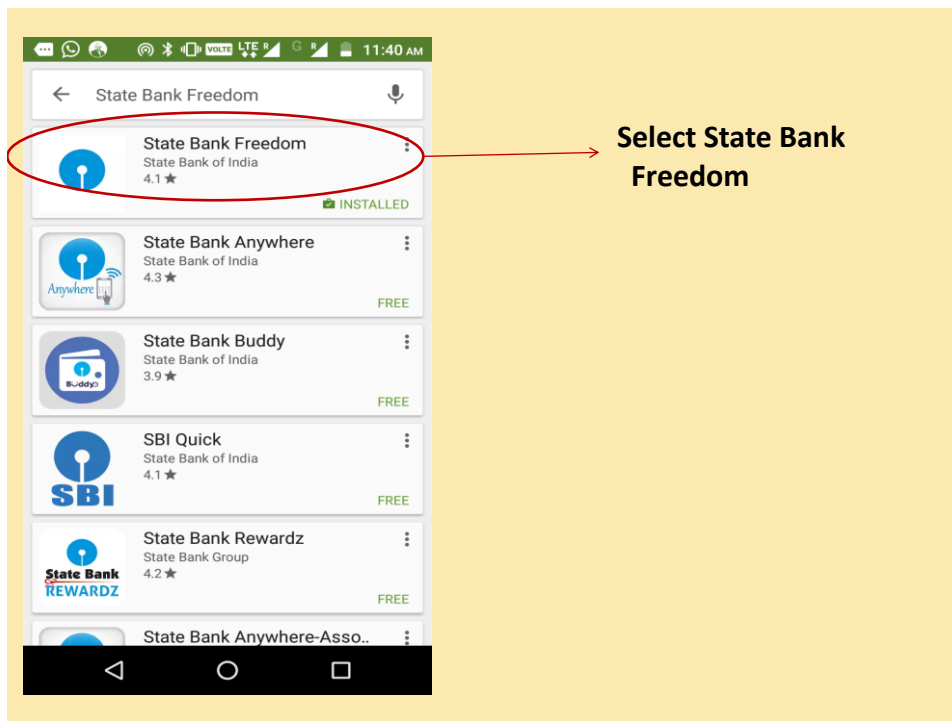 VOLTE LTE R G R 11:40 AM
State Bank Freedom
State Bank Freedom
State Bank of India
4.1★
INSTALLED
Select State Bank
Freedom
Anywhere
State Bank Anywhere
State Bank of India
4.3★
FREE
BUddy
State Bank Buddy
State Bank of India
3.9★
FREE
SBI
SBI Quick
State Bank of India
4.1★
FREE
State Bank
REWARDZ
State Bank Rewardz
State Bank Group
4.2★
FREE
State Bank Anywhere-Asso..